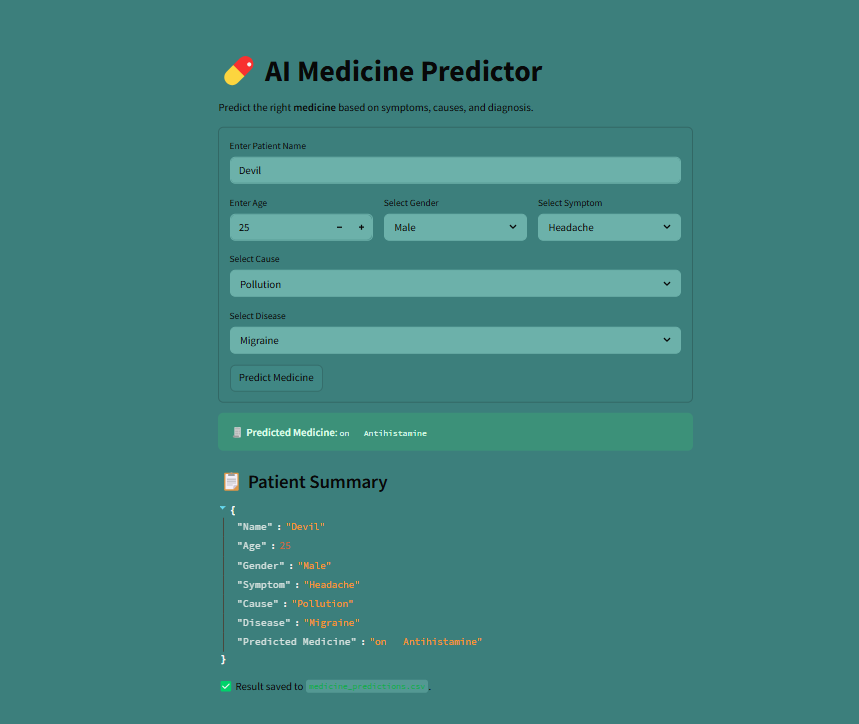 AI Medicine Predictor
Predict the right medicine based on symptoms, causes, and diagnosis.
Enter Patient Name
Devil
Enter Age Select Gender Select Symptom
25 − + Male Headache
Select Cause
Pollution
Select Disease
Migraine
Predict Medicine
Predicted Medicine: on Antihistamine
Patient Summary
{
"Name" : "Devil"
"Age" : 25
"Gender" : "Male"
"Symptom" : "Headache"
"Cause" : "Pollution"
"Disease" : "Migraine"
"Predicted Medicine" : "on Antihistamine"
}
Result saved to medicine_predictions.csv .